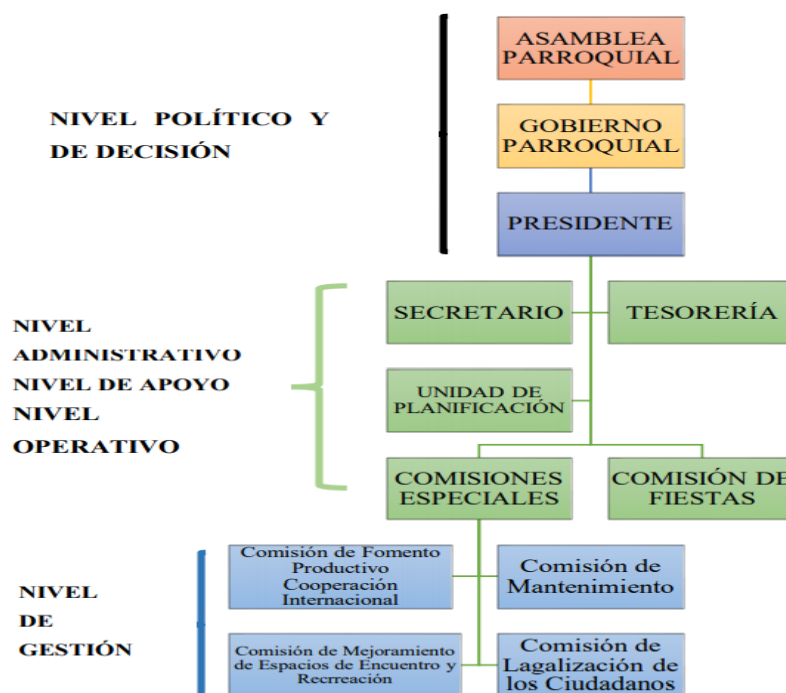 ASAMBLEA
PARROQUIAL
NIVEL POLÍTICO Y
DE DECISIÓN
GOBIERNO
PARROQUIAL
PRESIDENTE
NIVEL
ADMINISTRATIVO
NIVEL DE APOYO
NIVEL
OPERATIVO
SECRETARIO
TESORERÍA
UNIDAD DE
PLANIFICACIÓN
COMISIONES
ESPECIALES
COMISIÓN DE
FIESTAS
NIVEL
DE
GESTIÓN
Comisión de Fomento
Productivo
Cooperación
Internacional
Comisión de
Mantenimiento
Comisión de Mejoramiento
de Espacios de Encuentro y
Recrreación
Comisión de
Lagalización de
los Ciudadanos